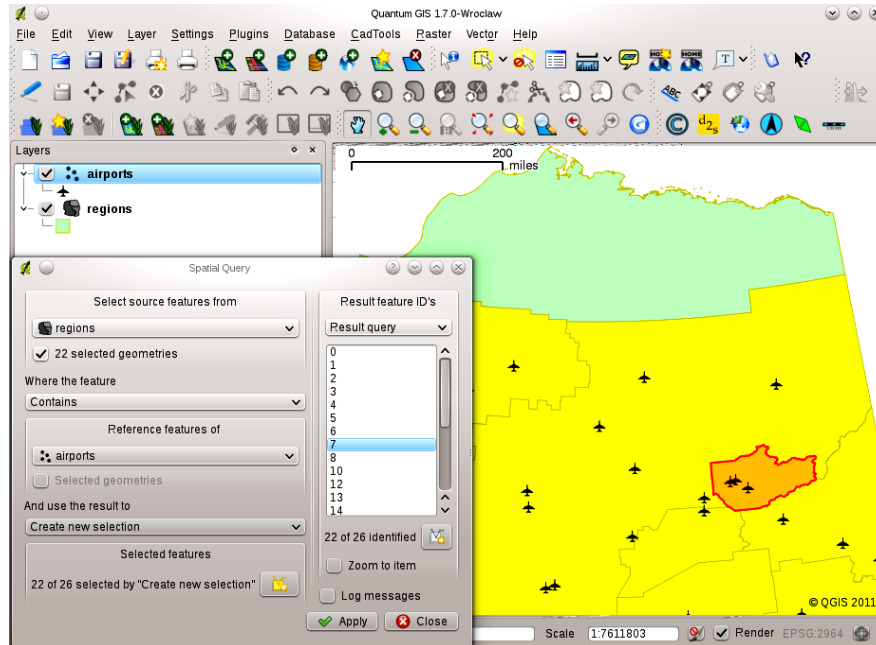 Quantum GIS 1.7.0-Wroclaw
File Edit View Layer Settings Plugins Database CadTools Raster Vector Help
Layers
airports
regions
0 200
miles
Spatial Query
Select source features from
regions
22 selected geometries
Where the feature
Contains
Reference features of
airports
Selected geometries
And use the result to
Create new selection
Selected features
22 of 26 selected by "Create new selection"
Result feature ID's
Result query
0
1
2
3
4
5
6
7
8
10
12
13
14
22 of 26 identified
Zoom to item
Log messages
Apply Close
© QGIS 2011
Scale 1:7611803 Render EPSG:2964